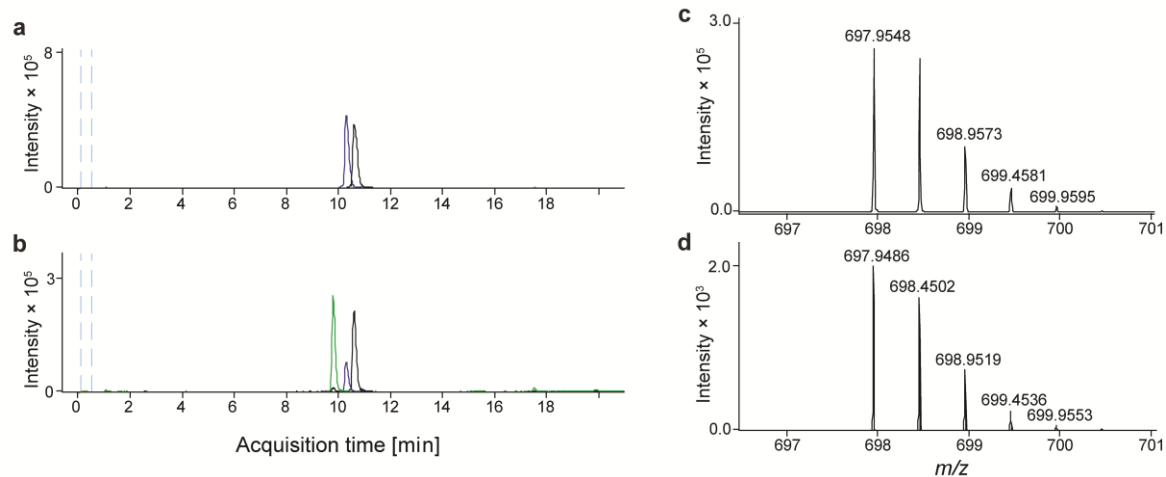 a
8
Intensity × 10⁵
0
0 2 4 6 8 10 12 14 16 18
b
3
Intensity × 10⁵
0
0 2 4 6 8 10 12 14 16 18
Acquisition time [min]
c
3.0
697.9548
Intensity × 10⁵
698.9573
699.4581
699.9595
0.0
697 698 699 700 701
d
697.9486
2.0
698.4502
Intensity × 10³
698.9519
699.4536
699.9553
0.0
697 698 699 700 701
m/z